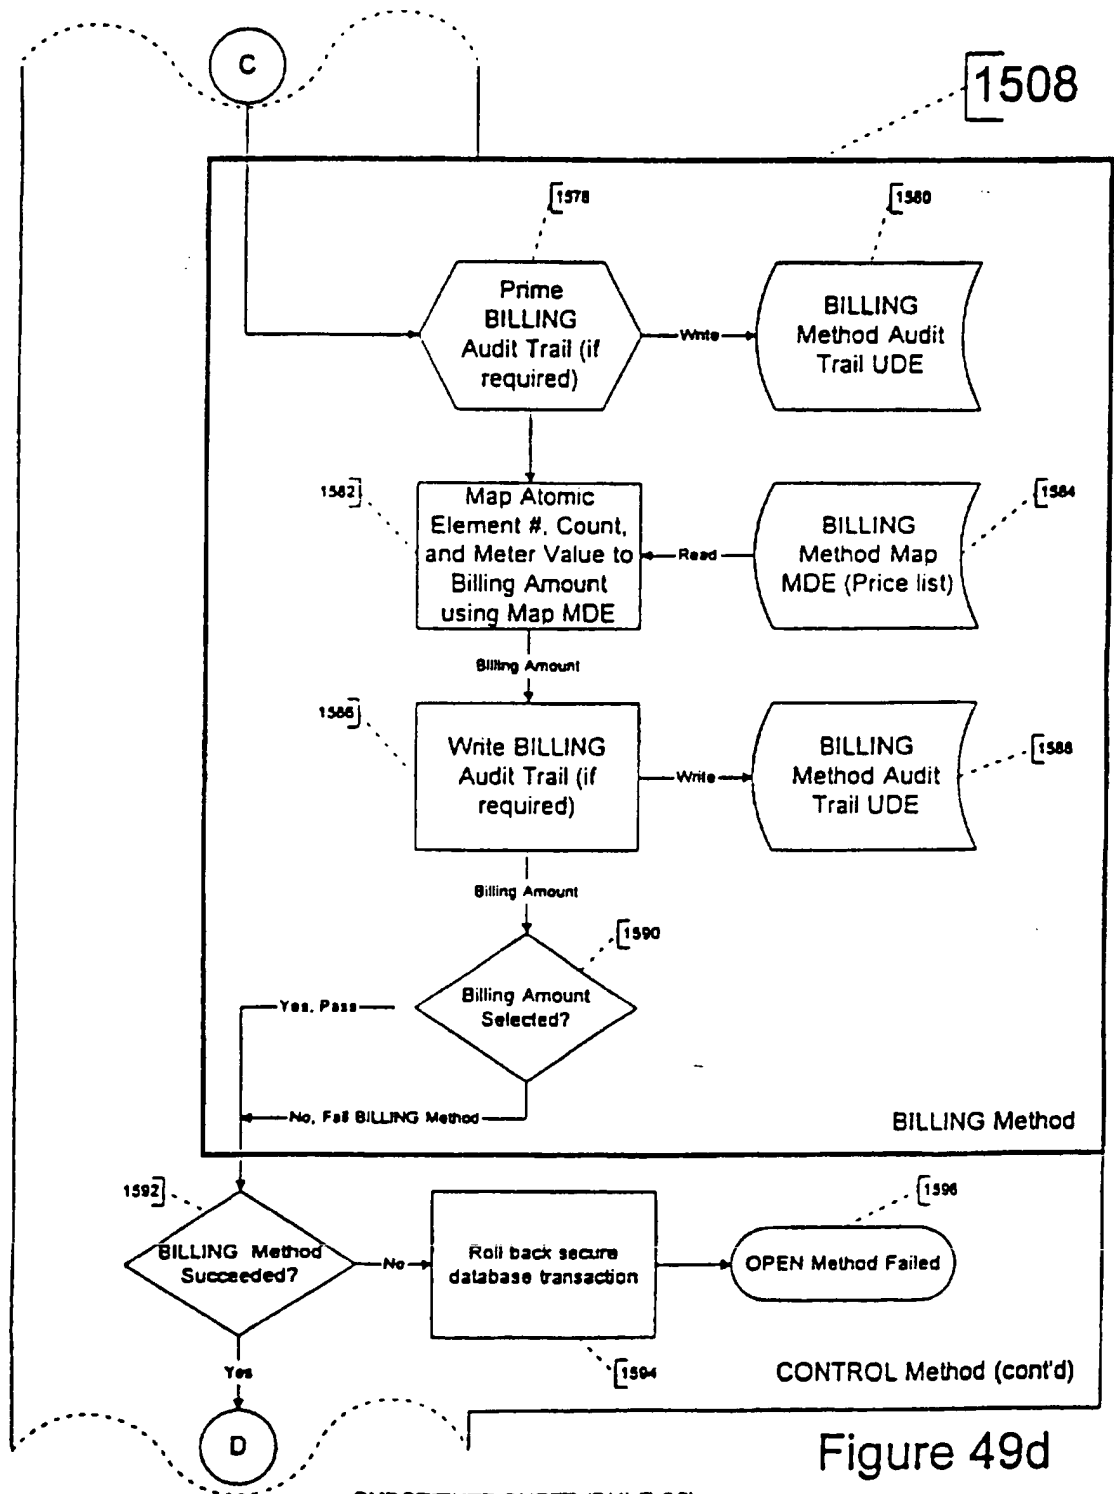 C
1508
1578
1580
Prime
BILLING
Audit Trail (if
required)
Write
BILLING
Method Audit
Trail UDE
1582
Map Atomic
Element #, Count,
and Meter Value to
Billing Amount
using Map MDE
Read
BILLING
Method Map
MDE (Price list)
1584
Billing Amount
1586
Write BILLING
Audit Trail (if
required)
Write
BILLING
Method Audit
Trail UDE
1588
Billing Amount
1590
Billing Amount
Selected?
Yes, Pass
No, Fail BILLING Method
BILLING Method
1592
BILLING Method
Succeeded?
No
Roll back secure
database transaction
1596
OPEN Method Failed
1594
Yes
CONTROL Method (cont'd)
D
Figure 49d